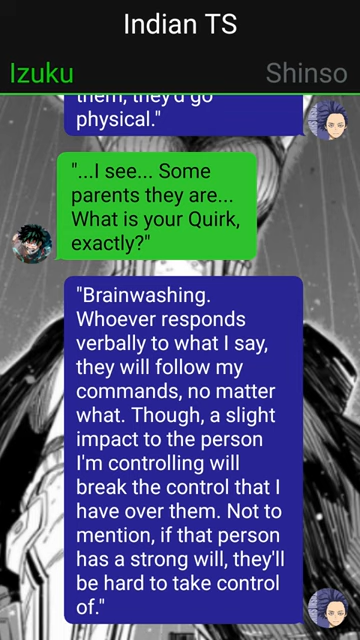 Indian TS
Izuku
Shinso
them, they'd go
physical."
"...I see... Some
parents they are...
What is your Quirk,
exactly?"
"Brainwashing.
Whoever responds
verbally to what I say,
they will follow my
commands, no matter
what. Though, a slight
impact to the person
I'm controlling will
break the control that I
have over them. Not to
mention, if that person
has a strong will, they'll
be hard to take control
of."